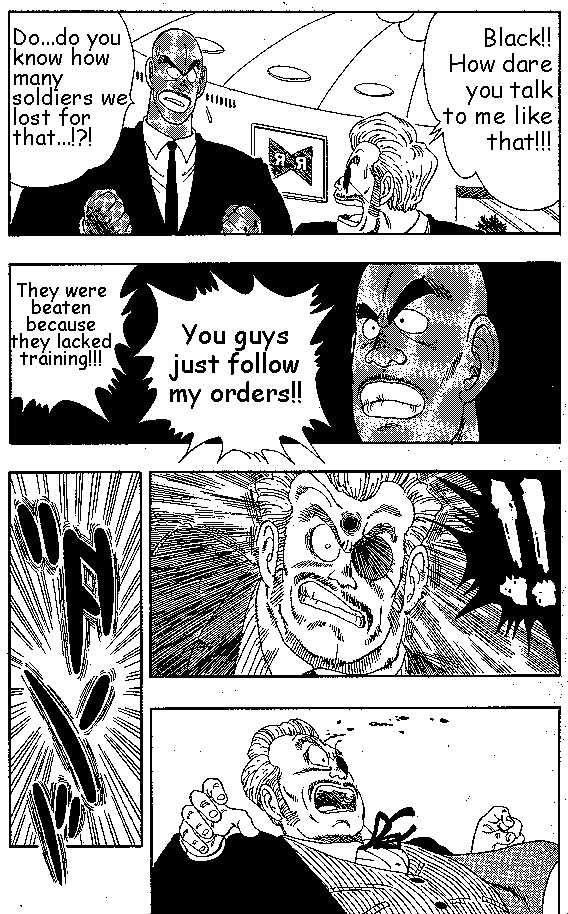 Do...do you
know how
many
soldiers we
lost for
that...!?!
Black!!
How dare
you talk
to me like
that!!!
ЯR
They were
beaten
because
they lacked
training!!!
You guys
just follow
my orders!!
!!